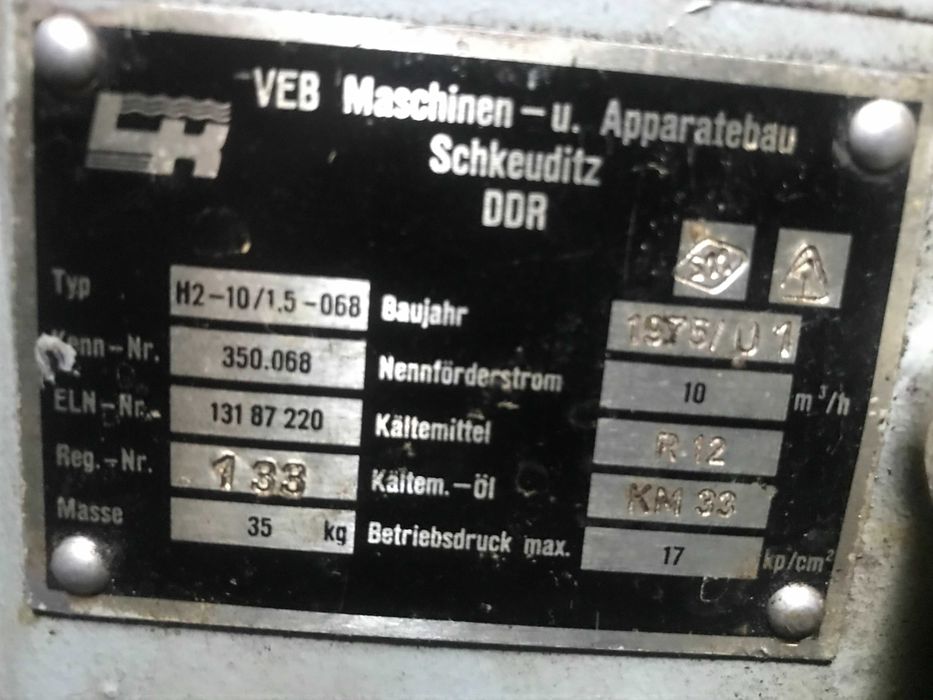 VEB Maschinen-u. Apparatebau
Schkeuditz
DDR
Typ H2-10/1.5-068 Baujahr 1975/U1
Kenn-Nr. 350.068 Nennförderstrom 10 m³/h
ELN-Nr. 131 87 220 Kältemittel R 12
Reg.-Nr. 133 Kältem.-öl KM 33
Masse 35 kg Betriebsdruck max. 17 kp/cm²